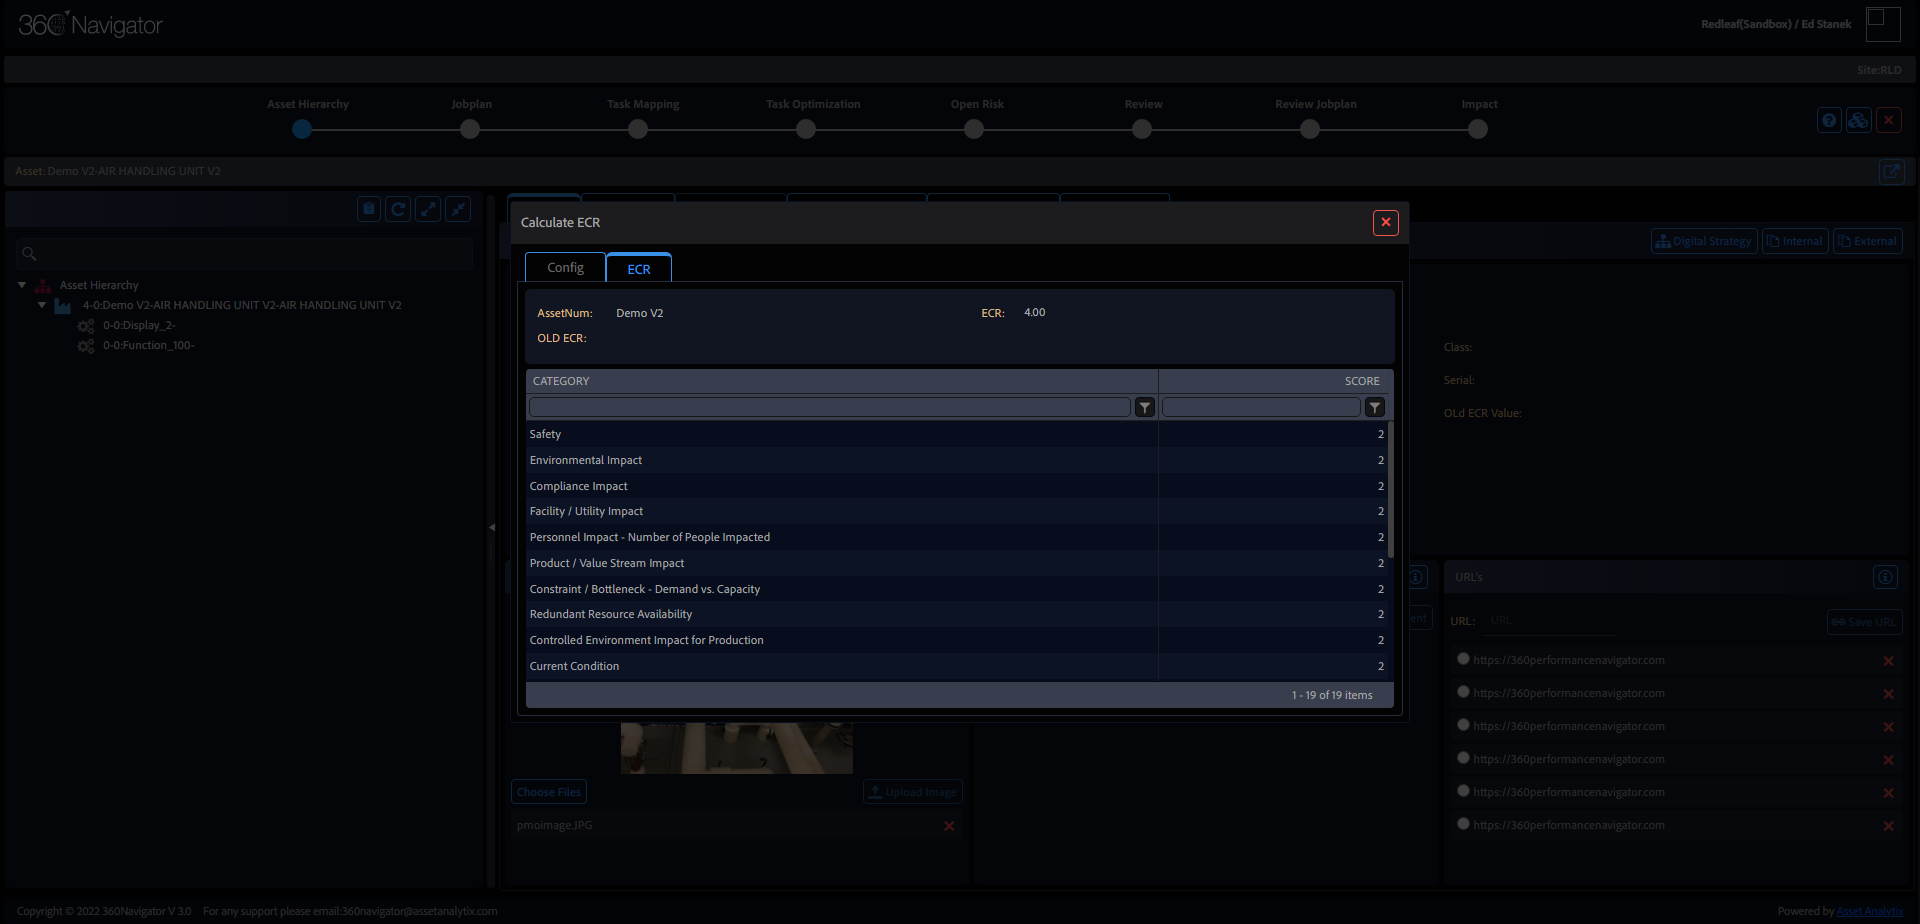 360 Navigator
Redleaf(Sandbox) / Ed Stanek
Site:RLD
Asset Hierarchy
Jobplan
Task Mapping
Task Optimization
Open Risk
Review
Review Jobplan
Impact
Asset: Demo V2-AIR HANDLING UNIT V2
Asset Hierarchy
4-0:Demo V2-AIR HANDLING UNIT V2-AIR HANDLING UNIT V2
0-0:Display_2-
0-0:Function_100-
Digital Strategy
Internal
External
Calculate ECR
Config
ECR
AssetNum: Demo V2
ECR: 4.00
OLD ECR:
CATEGORY SCORE
Safety 2
Environmental Impact 2
Compliance Impact 2
Facility / Utility Impact 2
Personnel Impact - Number of People Impacted 2
Product / Value Stream Impact 2
Constraint / Bottleneck - Demand vs. Capacity 2
Redundant Resource Availability 2
Controlled Environment Impact for Production 2
Current Condition 2
1 - 19 of 19 items
Class:
Serial:
OLd ECR Value:
ent
URL's
URL: URL
Save URL
https://360performancenavigator.com
https://360performancenavigator.com
https://360performancenavigator.com
https://360performancenavigator.com
https://360performancenavigator.com
https://360performancenavigator.com
Choose Files
Upload Image
pmoimage.JPG
Copyright © 2022 360Navigator V 3.0 For any support please email:360navigator@assetanalytix.com
Powered by Asset Analytix